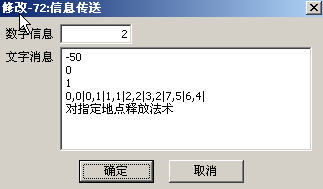 修改-72:信息传送
数字信息 2
文字消息
-50
0
1
0,0|0,1|1,1|2,2|3,2|7,5|6,4|
对指定地点释放法术
确定 取消